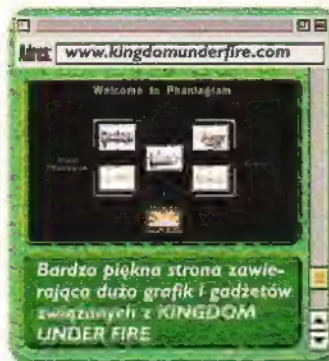 Adres: www.kingdomunderfire.com
Welcome to Phantagram
Bardzo piękna strona zawie-
rająca dużo grafik i gadżetów
związanych z KINGDOM
UNDER FIRE